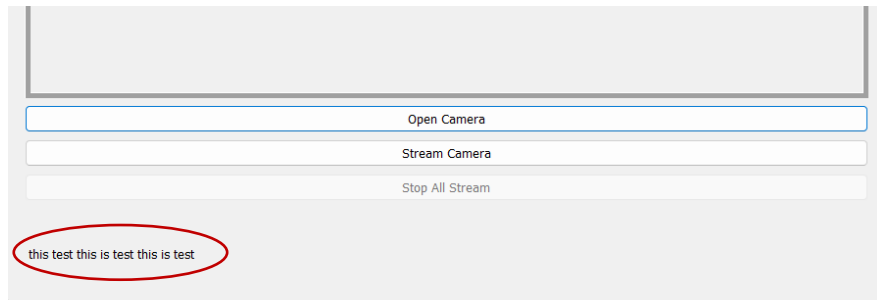 Open Camera
Stream Camera
Stop All Stream
this test this is test this is test